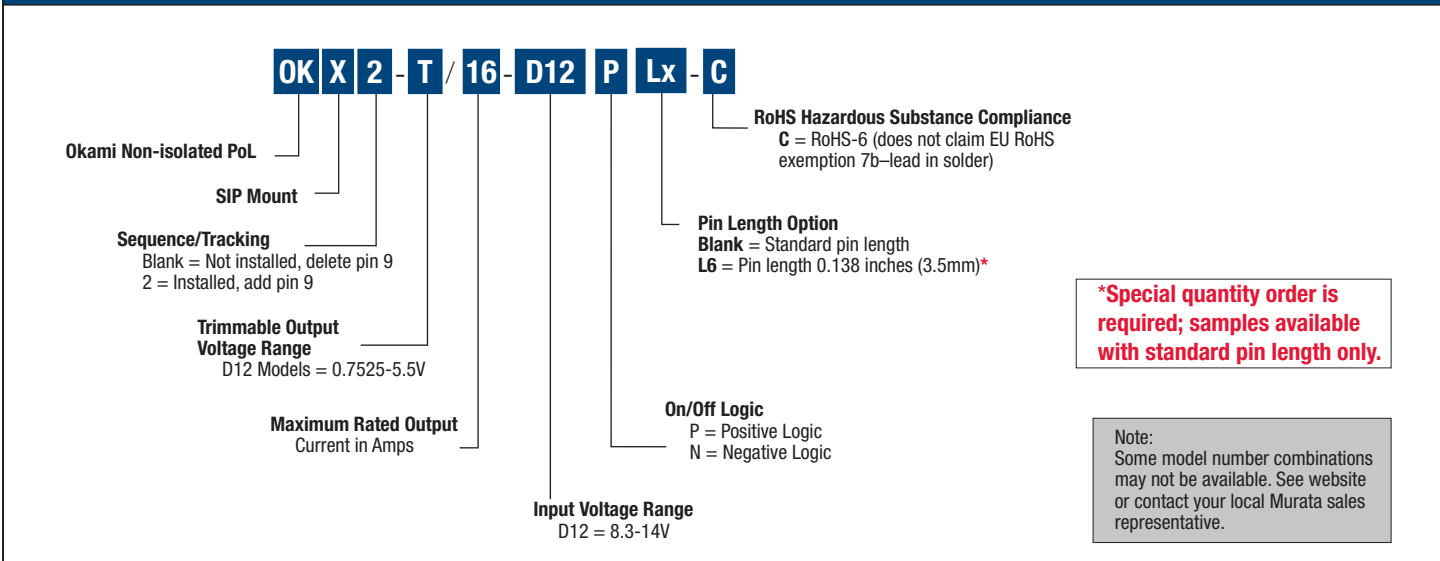 OK X 2 - T / 16 - D12 P Lx - C
RoHS Hazardous Substance Compliance
C = RoHS-6 (does not claim EU RoHS
exemption 7b–lead in solder)
Okami Non-isolated PoL
SIP Mount
Sequence/Tracking
Blank = Not installed, delete pin 9
2 = Installed, add pin 9
Pin Length Option
Blank = Standard pin length
L6 = Pin length 0.138 inches (3.5mm)*
*Special quantity order is
required; samples available
with standard pin length only.
Trimmable Output
Voltage Range
D12 Models = 0.7525-5.5V
Maximum Rated Output
Current in Amps
On/Off Logic
P = Positive Logic
N = Negative Logic
Input Voltage Range
D12 = 8.3-14V
Note:
Some model number combinations
may not be available. See website
or contact your local Murata sales
representative.